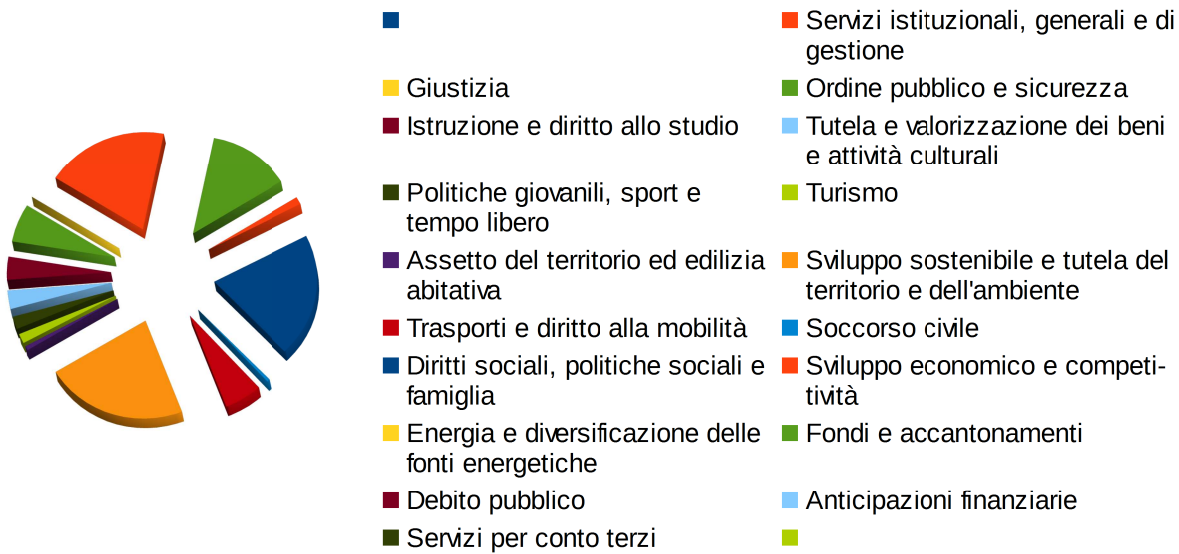 Servizi istituzionali, generali e di
gestione
Giustizia
Ordine pubblico e sicurezza
Istruzione e diritto allo studio
Tutela e valorizzazione dei beni
e attività culturali
Politiche giovanili, sport e
tempo libero
Turismo
Assetto del territorio ed edilizia
abitativa
Sviluppo sostenibile e tutela del
territorio e dell'ambiente
Trasporti e diritto alla mobilità
Soccorso civile
Diritti sociali, politiche sociali e
famiglia
Sviluppo economico e competi-
tività
Energia e diversificazione delle
fonti energetiche
Fondi e accantonamenti
Debito pubblico
Anticipazioni finanziarie
Servizi per conto terzi